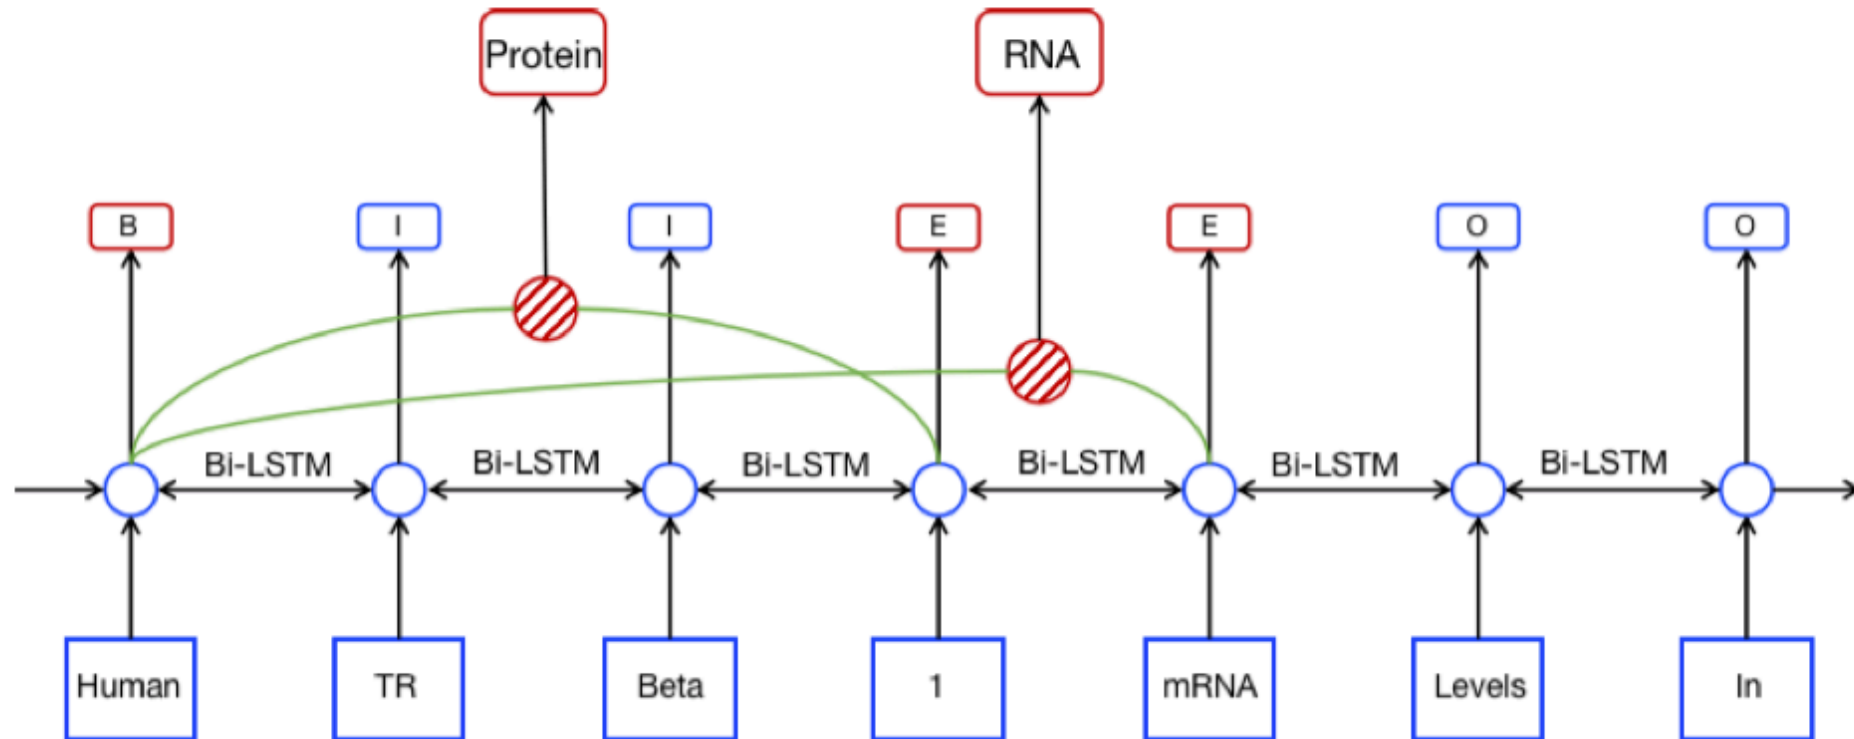 Protein RNA
B I I E E O O
Bi-LSTM Bi-LSTM Bi-LSTM Bi-LSTM Bi-LSTM Bi-LSTM
Human TR Beta 1 mRNA Levels In